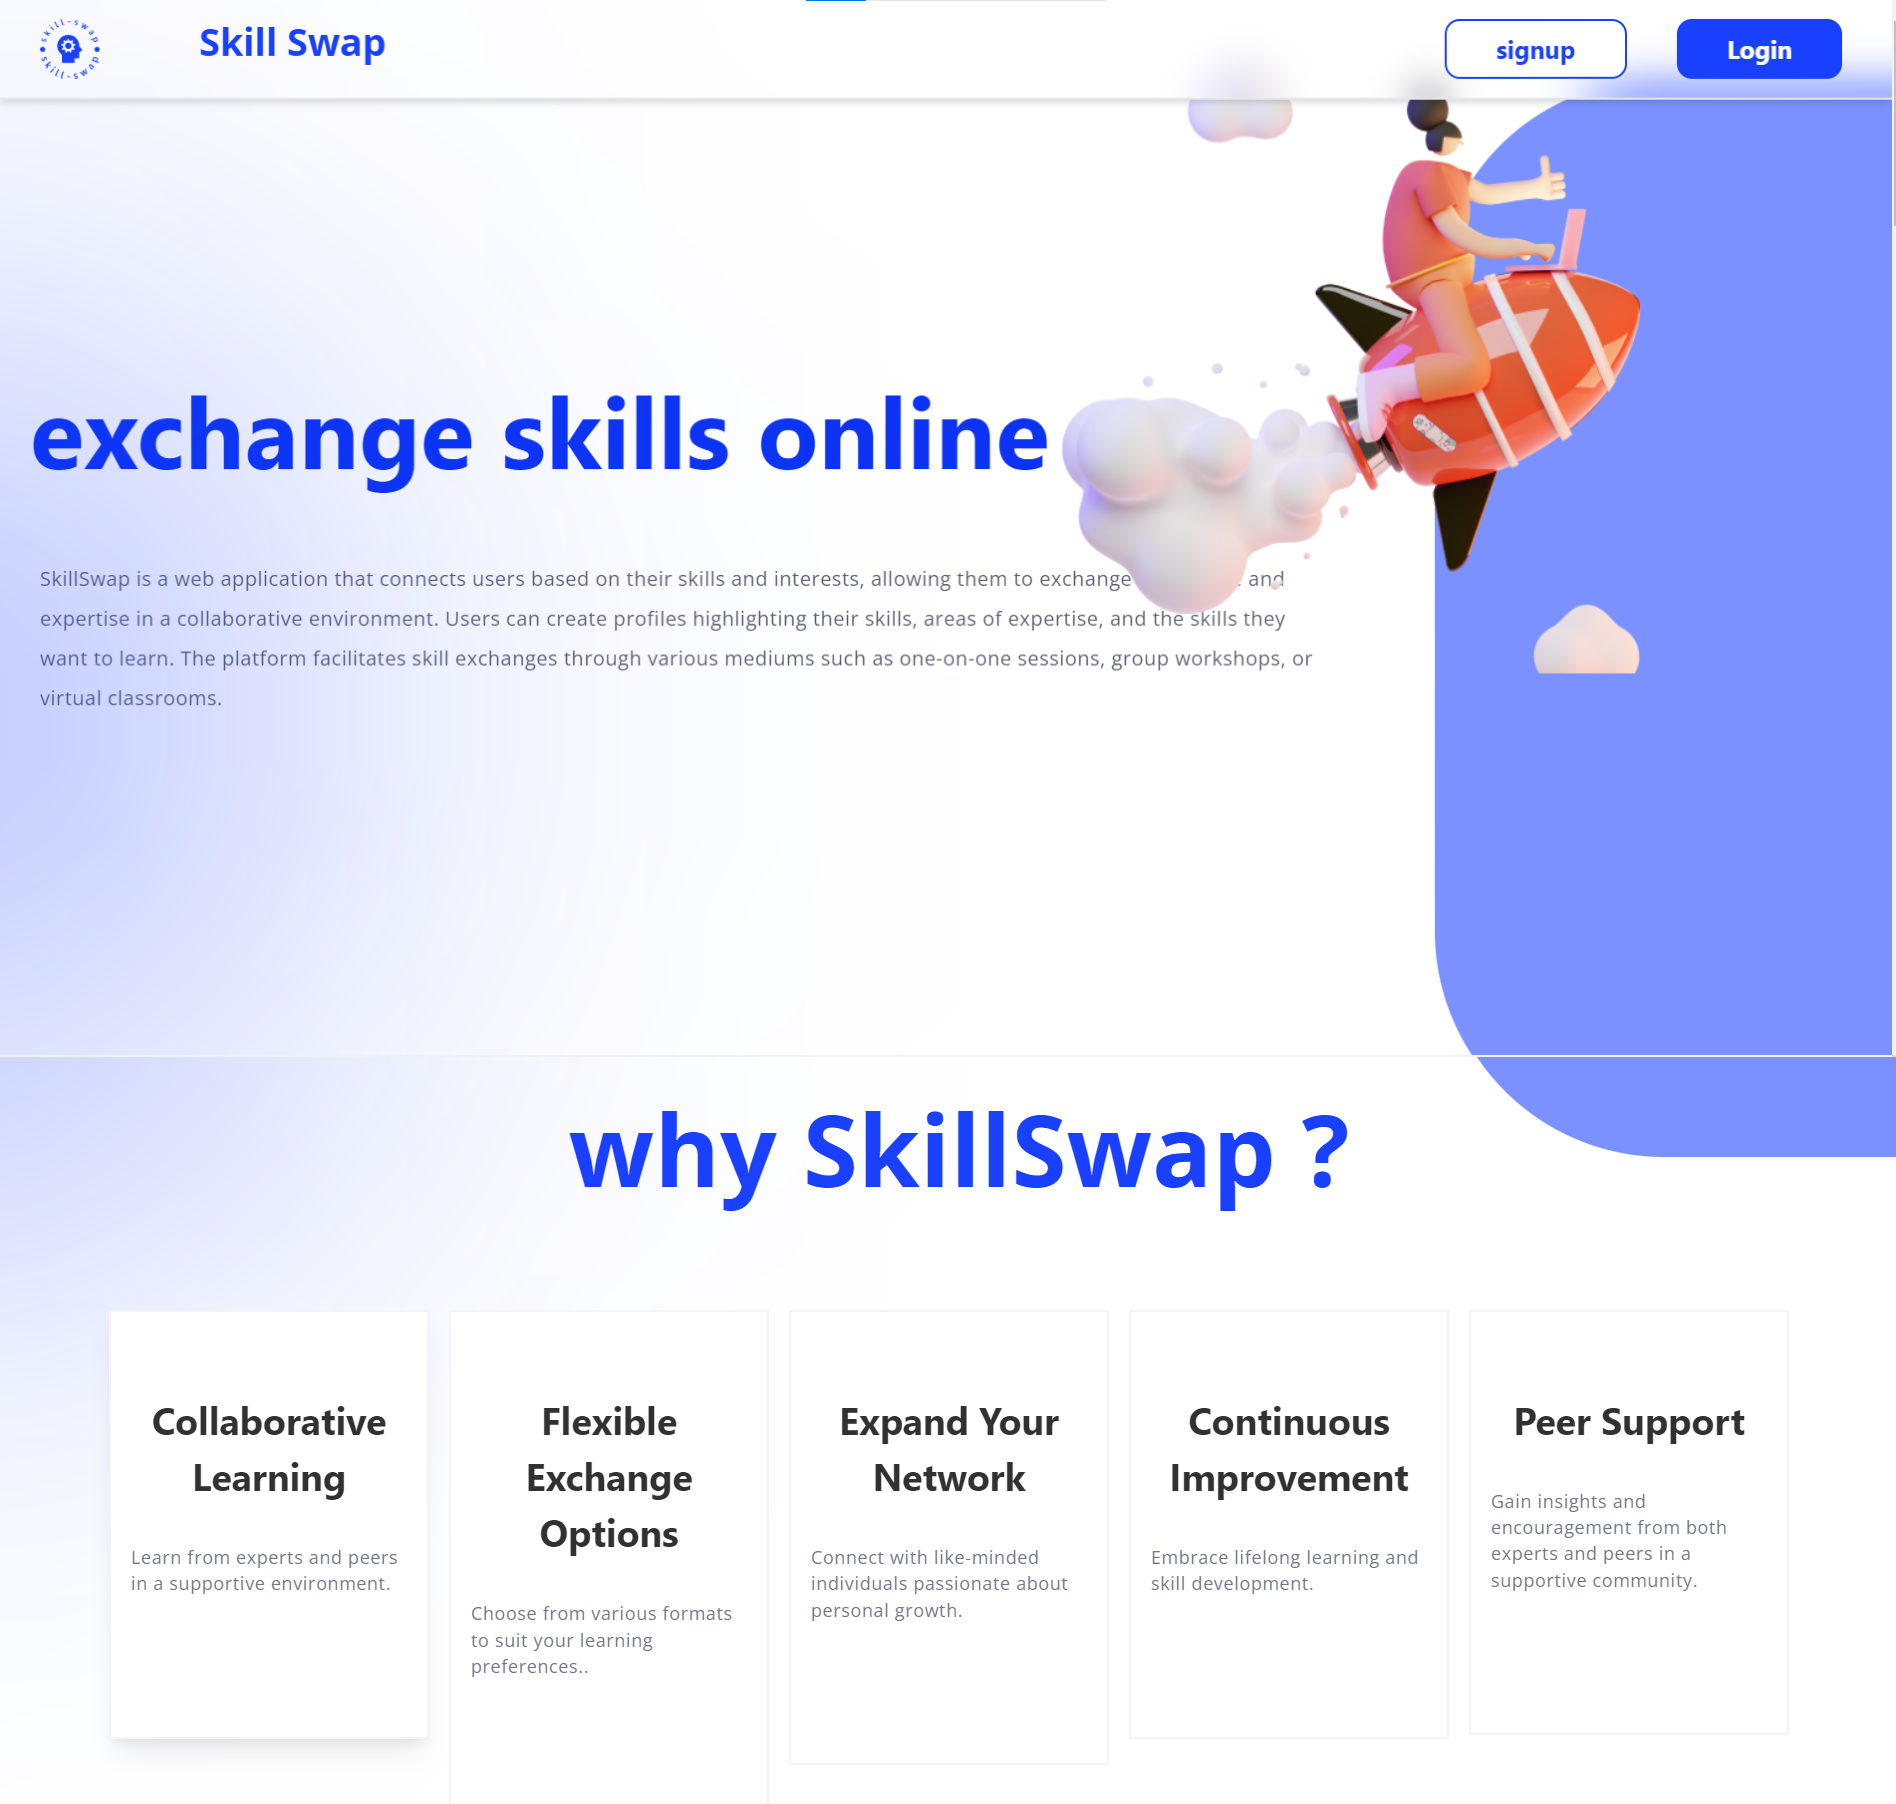 skill-swap
skill-swap
Skill Swap
signup
Login
exchange skills online
SkillSwap is a web application that connects users based on their skills and interests, allowing them to exchange and
expertise in a collaborative environment. Users can create profiles highlighting their skills, areas of expertise, and the skills they
want to learn. The platform facilitates skill exchanges through various mediums such as one-on-one sessions, group workshops, or
virtual classrooms.
why SkillSwap ?
Collaborative
Learning
Learn from experts and peers
in a supportive environment.
Flexible
Exchange
Options
Choose from various formats
to suit your learning
preferences..
Expand Your
Network
Connect with like-minded
individuals passionate about
personal growth.
Continuous
Improvement
Embrace lifelong learning and
skill development.
Peer Support
Gain insights and
encouragement from both
experts and peers in a
supportive community.